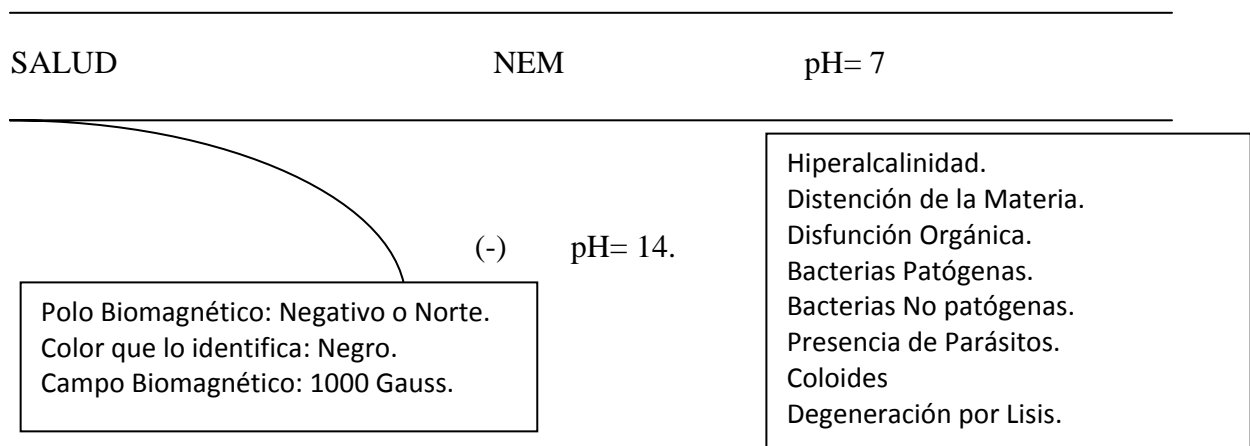 SALUD NEM pH= 7
(-) pH= 14.
Polo Biomagnético: Negativo o Norte.
Color que lo identifica: Negro.
Campo Biomagnético: 1000 Gauss.
Hiperalcalinidad.
Distención de la Materia.
Disfunción Orgánica.
Bacterias Patógenas.
Bacterias No patógenas.
Presencia de Parásitos.
Coloides
Degeneración por Lisis.